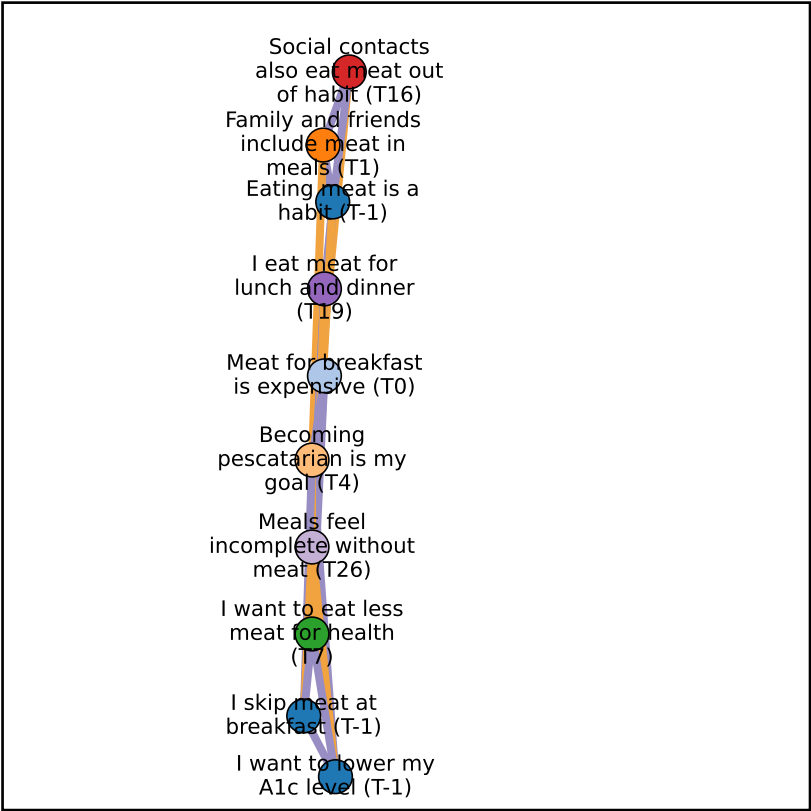 Social contacts
also eat meat out
of habit (T16)
Family and friends
include meat in
meals (T1)
Eating meat is a
habit (T-1)
I eat meat for
lunch and dinner
(T19)
Meat for breakfast
is expensive (T0)
Becoming
pescatarian is my
goal (T4)
Meals feel
incomplete without
meat (T26)
I want to eat less
meat for health
(T7)
I skip meat at
breakfast (T-1)
I want to lower my
A1c level (T-1)